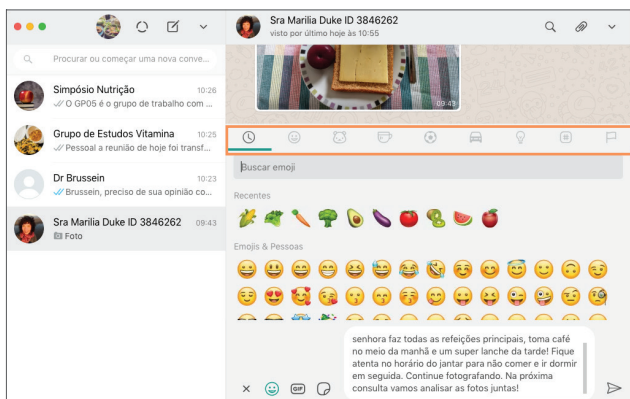 Sra Marilia Duke ID 3846262
visto por último hoje às 10:55
Procurar ou começar uma nova conve...
Simpósio Nutrição 10:26
O GP05 é o grupo de trabalho com ...
Grupo de Estudos Vitamina 10:25
Pessoal a reunião de hoje foi transf...
Dr Brussein 10:23
Brussein, preciso de sua opinião co...
Sra Marilia Duke ID 3846262 09:43
Foto
09:43
Buscar emoji
Recentes
Emojis & Pessoas
senhora faz todas as refeições principais, toma café
no meio da manhã e um super lanche da tarde! Fique
atenta no horário do jantar para não comer e ir dormir
em seguida. Continue fotografando. Na próxima
consulta vamos analisar as fotos juntas!
GIF